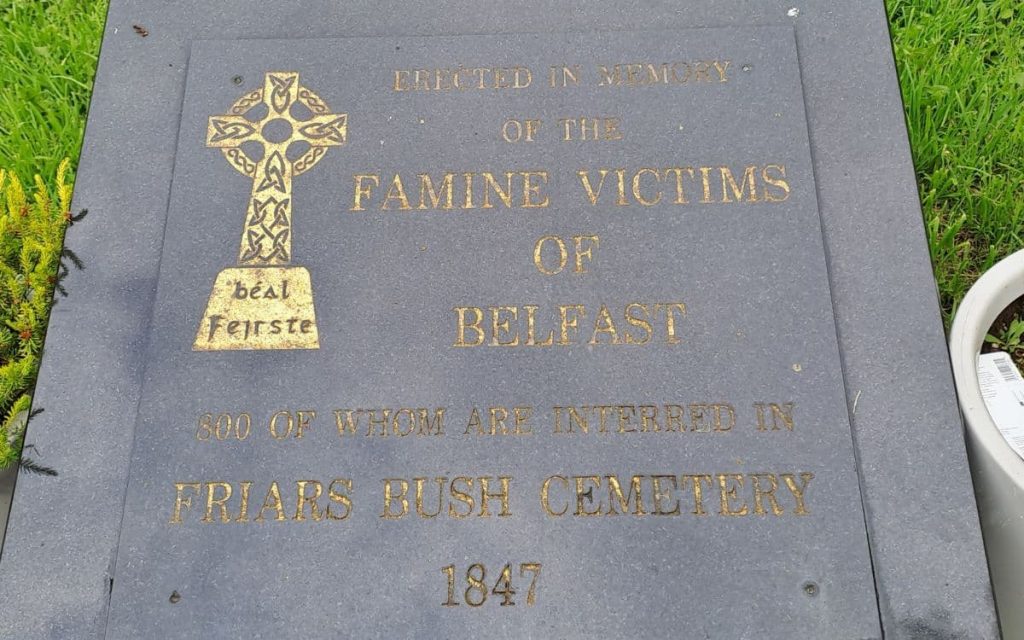 ERECTED IN MEMORY
OF THE
FAMINE VICTIMS
OF
BELFAST
béal
Feirste
800 OF WHOM ARE INTERRED IN
FRIARS BUSH CEMETERY
1847